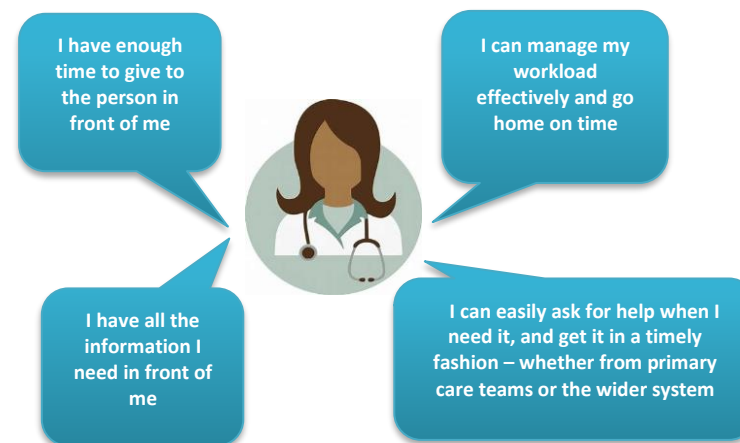 I have enough
time to give to
the person in
front of me
I can manage my
workload
effectively and go
home on time
I have all the
information I
need in front of
me
I can easily ask for help when I
need it, and get it in a timely
fashion – whether from primary
care teams or the wider system